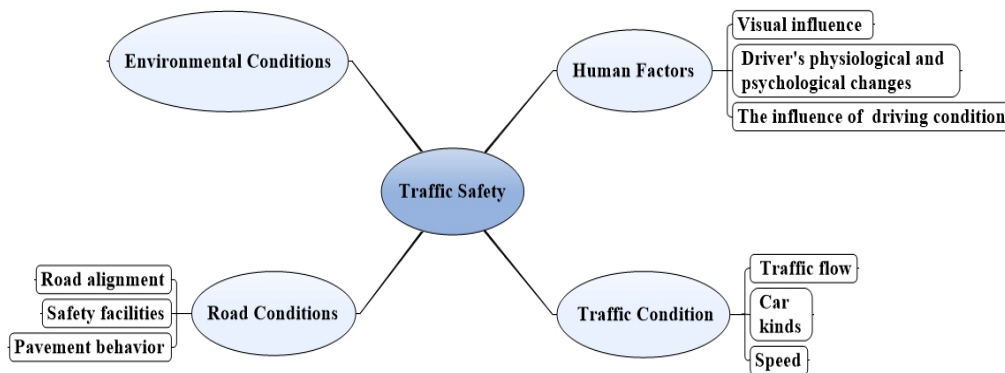 Environmental Conditions
Human Factors
Visual influence
Driver's physiological and
psychological changes
The influence of driving condition
Traffic Safety
Road alignment
Safety facilities
Pavement behavior
Road Conditions
Traffic Condition
Traffic flow
Car
kinds
Speed